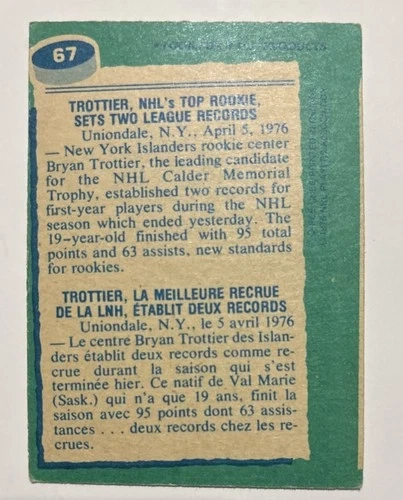 67
PRODUCTS
TROTTIER, NHL's TOP ROOKIE,
SETS TWO LEAGUE RECORDS
Uniondale, N.Y., April 5, 1976
— New York Islanders rookie center
Bryan Trottier, the leading candidate
for the NHL Calder Memorial
Trophy, established two records for
first-year players during the NHL
season which ended yesterday. The
19-year-old finished with 95 total
points and 63 assists, new standards
for rookies.
TROTTIER, LA MEILLEURE RECRUE
DE LA LNH, ÉTABLIT DEUX RECORDS
Uniondale, N.Y., le 5 avril 1976
— Le centre Bryan Trottier des Islan-
ders établit deux records comme re-
crue durant la saison qui s'est
terminée hier. Ce natif de Val Marie
(Sask.) qui n'a que 19 ans, finit la
saison avec 95 points dont 63 assis-
tances . . . deux records chez les re-
crues.